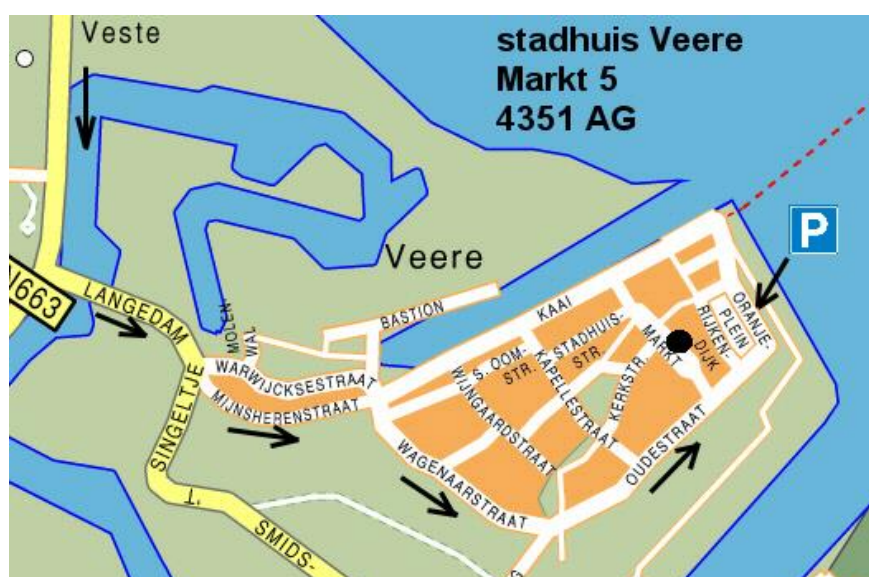 Veste
stadhuis Veere
Markt 5
4351 AG
P
Veere
N663
LANGEDAM
MOLEN
WAL
BASTION
KAAI
ORANJE-
PLEIN
RIJKEN-
DIJK
MARKT
STADHUIS-
STR.
S. OOM-
STR.
KAPELLESTRAAT
KERKSTR.
WIJNGAARDSTRAAT
WARWIJCKSESTRAAT
MIJNSHERENSTRAAT
SINGELTJE
'T
SMIDS-
WAGENAARSTRAAT
OUDESTRAAT